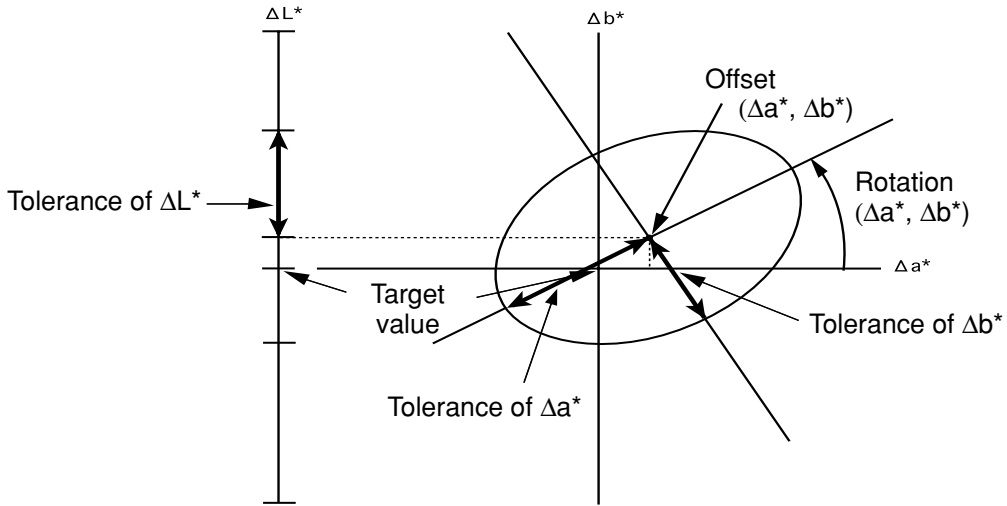 ΔL*
Δb*
Offset
(Δa*, Δb*)
Tolerance of ΔL*
Rotation
(Δa*, Δb*)
Δa*
Target
value
Tolerance of Δb*
Tolerance of Δa*